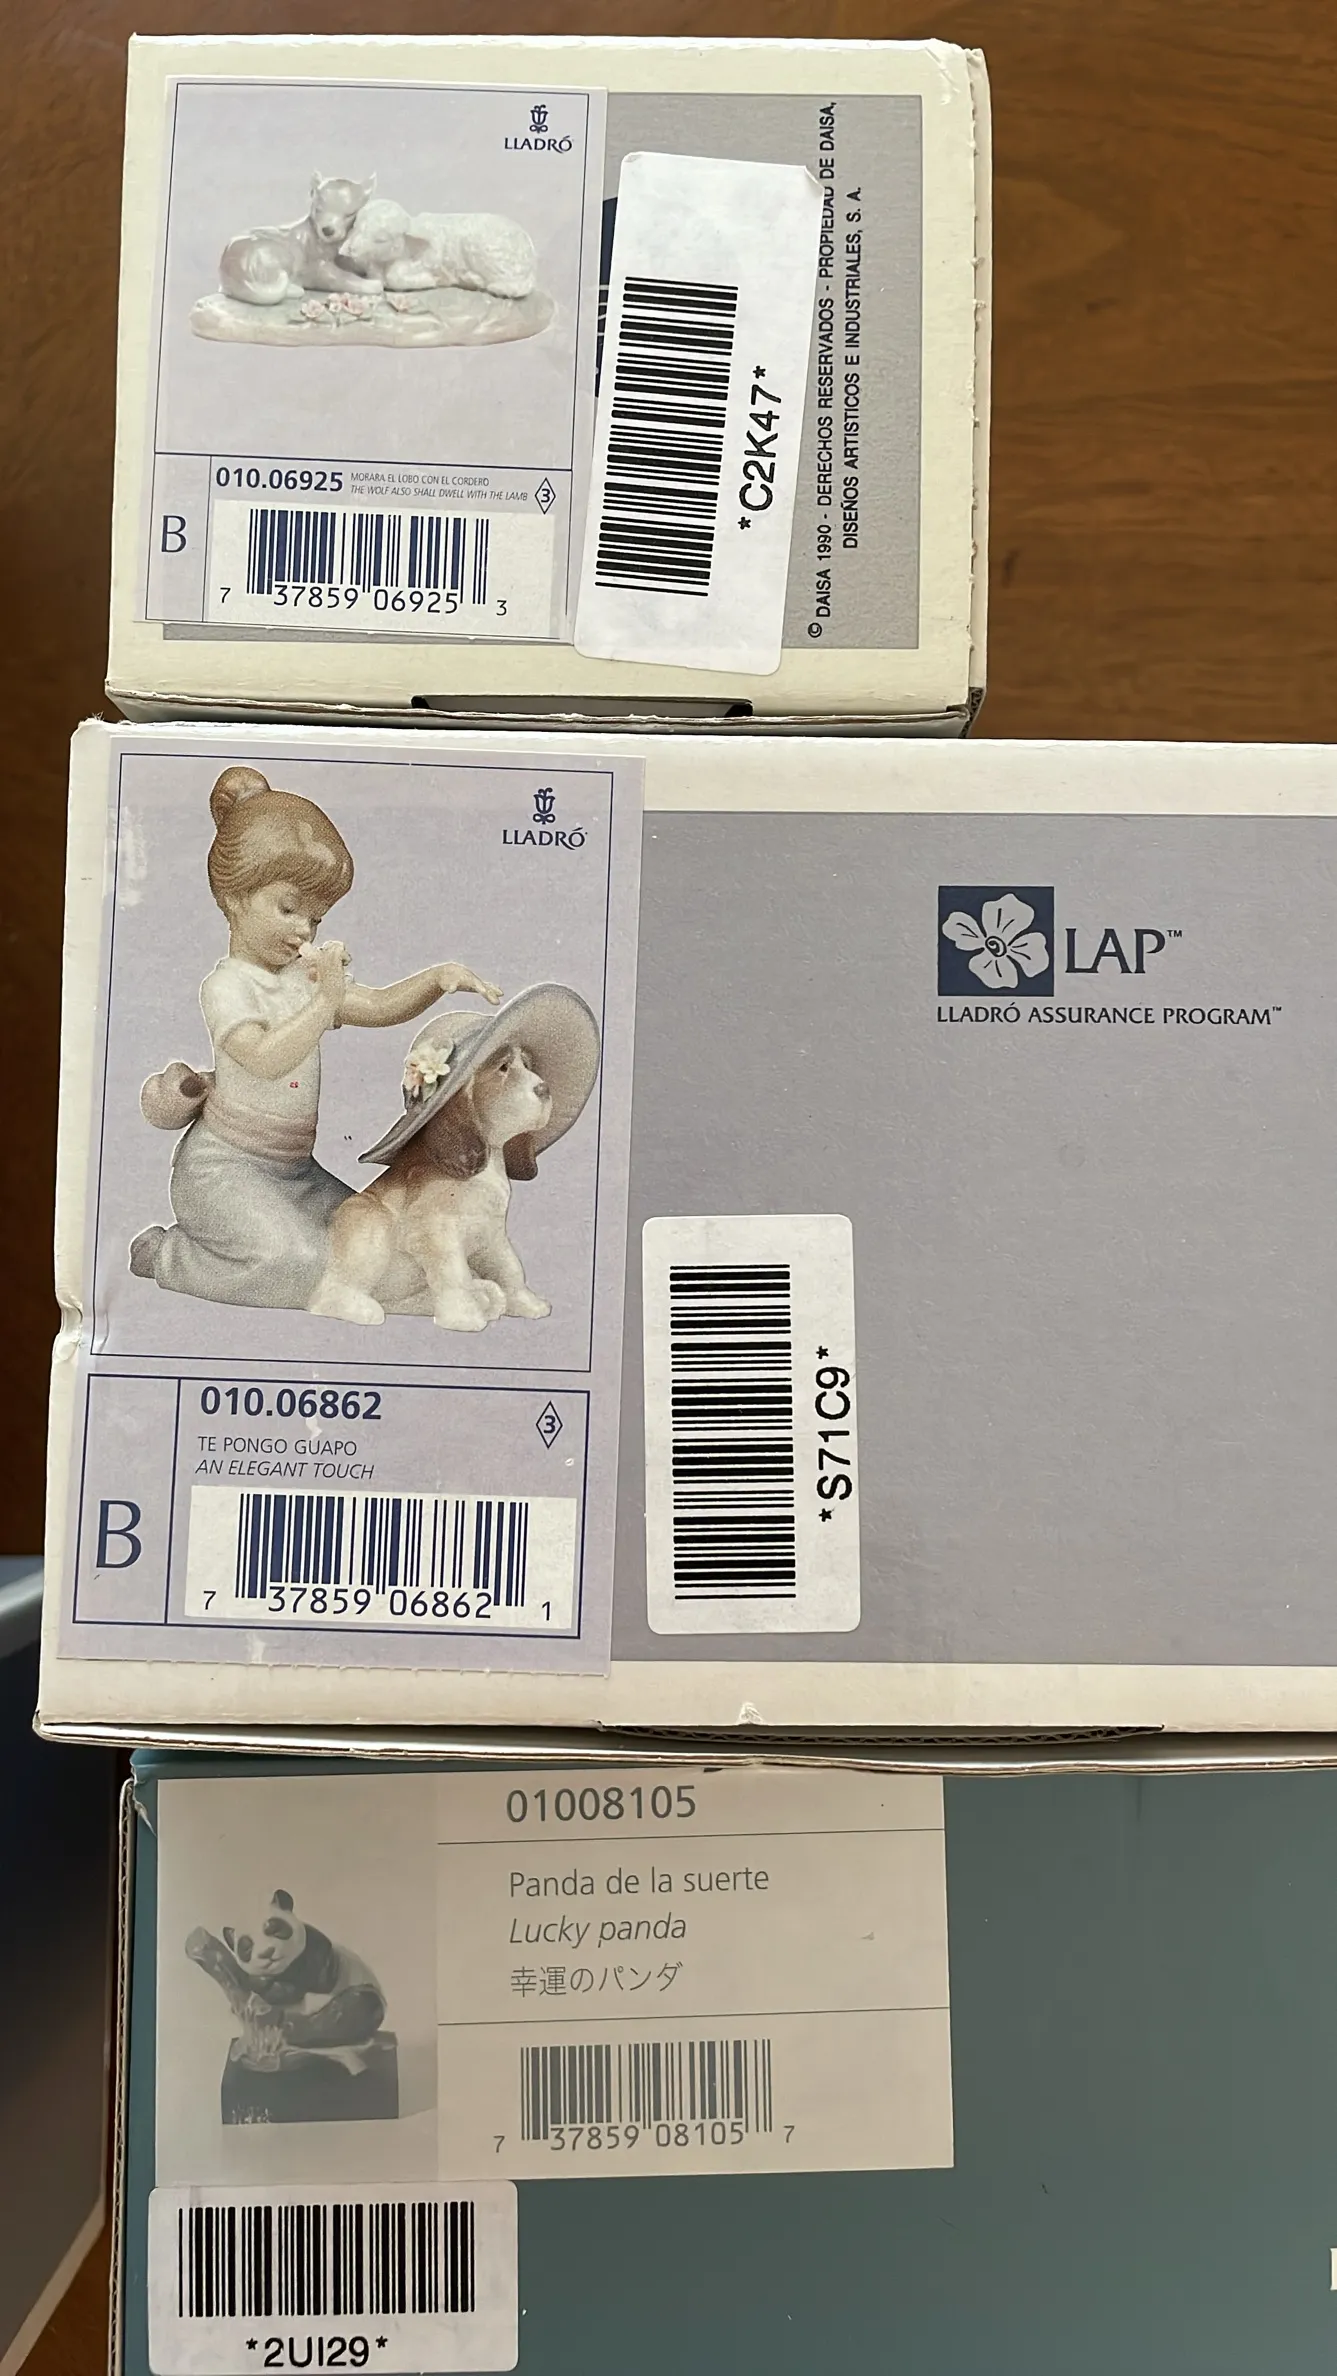 LLADRÓ
010.06925 MORARA EL LOBO CON EL CORDERO
THE WOLF ALSO SHALL DWELL WITH THE LAMB
3
B
7 37859 06925 3
*C2K47*
© DAISA 1990 - DERECHOS RESERVADOS - PROPIEDAD DE DAISA,
DISEÑOS ARTISTICOS E INDUSTRIALES, S. A.
LLADRÓ
LAP™
LLADRÓ ASSURANCE PROGRAM™
010.06862
3
TE PONGO GUAPO
AN ELEGANT TOUCH
B
7 37859 06862 1
*S71C9*
01008105
Panda de la suerte
Lucky panda
幸運のパンダ
7 37859 08105 7
*2UI29*